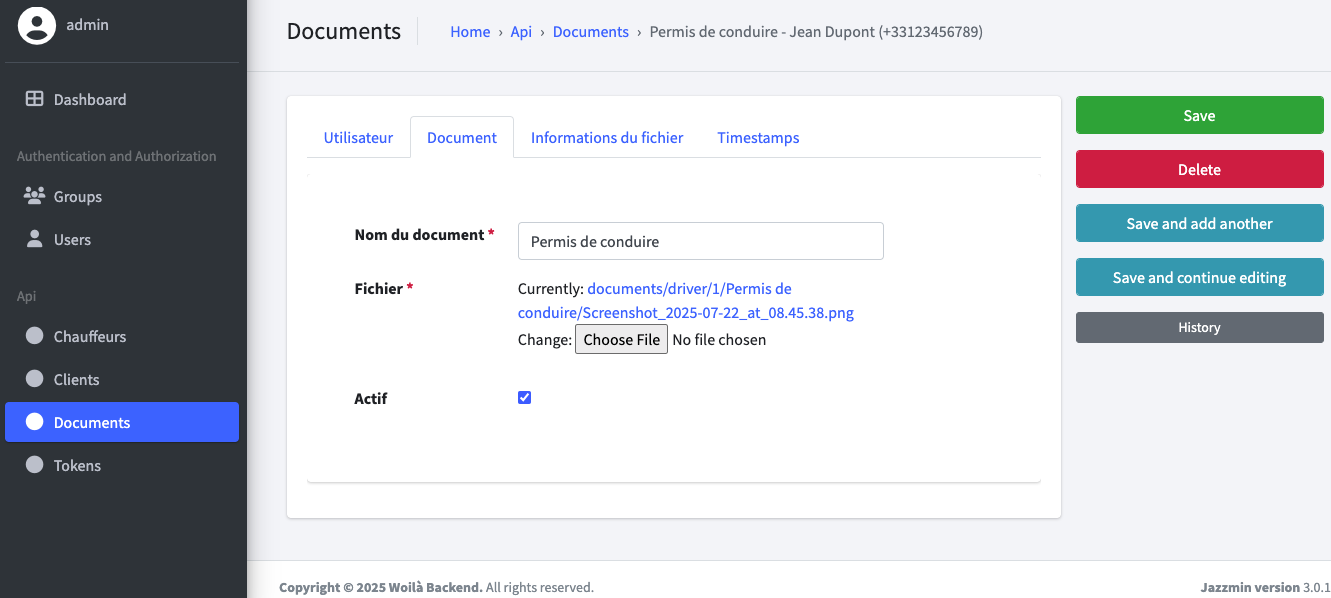 admin
Dashboard
Authentication and Authorization
Groups
Users
Api
Chauffeurs
Clients
Documents
Tokens
Documents
Home › Api › Documents › Permis de conduire - Jean Dupont (+33123456789)
Utilisateur Document Informations du fichier Timestamps
Nom du document * Permis de conduire
Fichier * Currently: documents/driver/1/Permis de
conduire/Screenshot_2025-07-22_at_08.45.38.png
Change: Choose File No file chosen
Actif
Save
Delete
Save and add another
Save and continue editing
History
Copyright © 2025 Woilà Backend. All rights reserved.
Jazzmin version 3.0.1